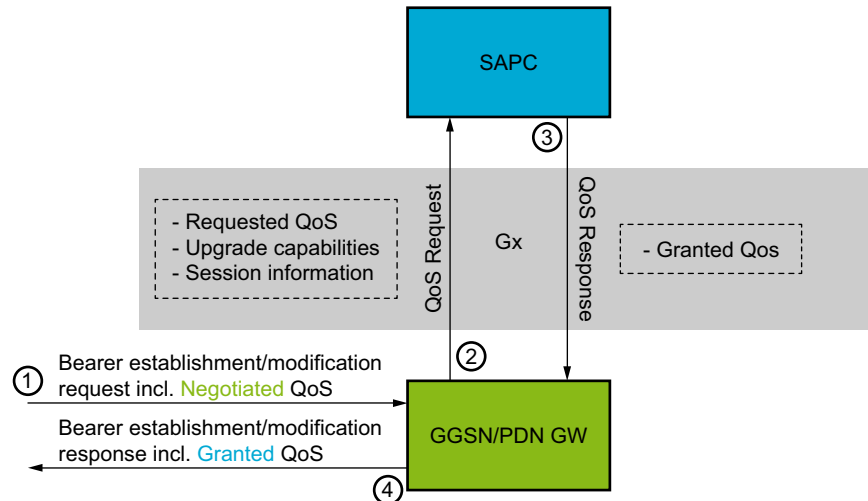 SAPC
3
- Requested QoS
- Upgrade capabilities
- Session information
QoS Request
Gx
QoS Response
- Granted Qos
2
1
Bearer establishment/modification
request incl. Negotiated QoS
GGSN/PDN GW
Bearer establishment/modification
response incl. Granted QoS
4